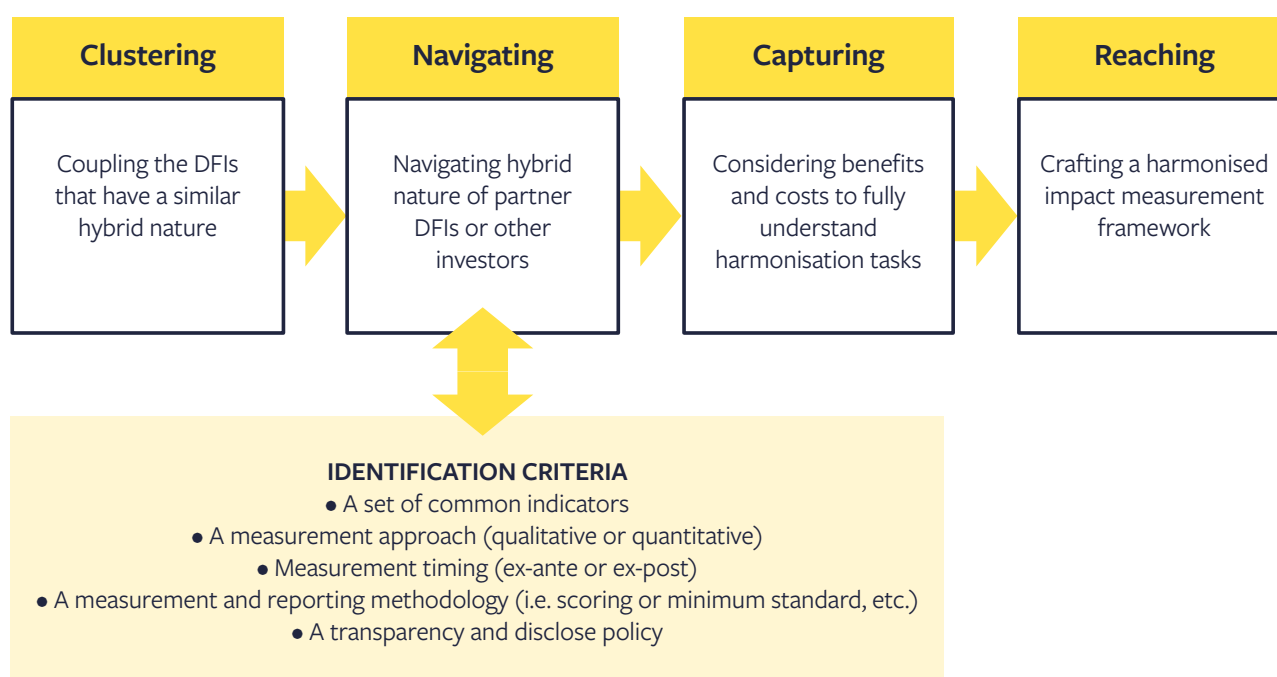 Clustering
Coupling the DFIs
that have a similar
hybrid nature
Navigating
Navigating hybrid
nature of partner
DFIs or other
investors
Capturing
Considering benefits
and costs to fully
understand
harmonisation tasks
Reaching
Crafting a harmonised
impact measurement
framework
IDENTIFICATION CRITERIA
● A set of common indicators
● A measurement approach (qualitative or quantitative)
● Measurement timing (ex-ante or ex-post)
● A measurement and reporting methodology (i.e. scoring or minimum standard, etc.)
● A transparency and disclose policy